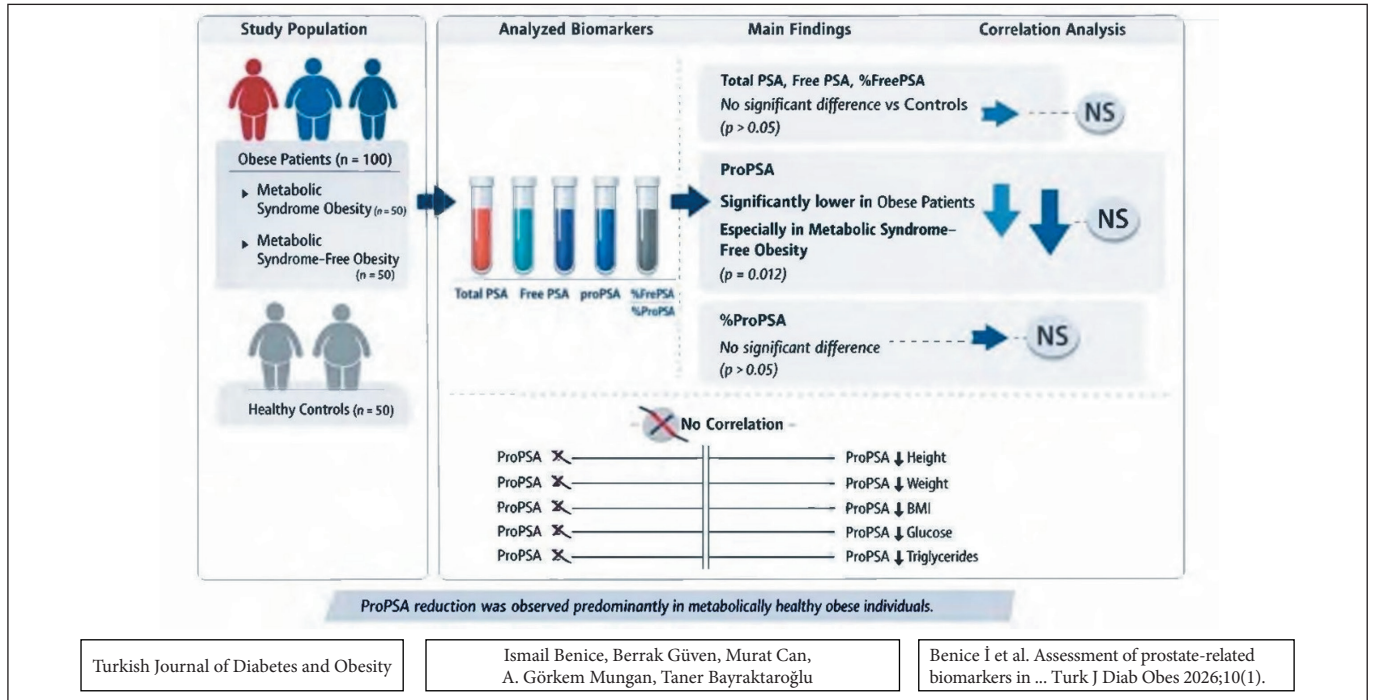 Study Population
Obese Patients (n = 100)
Metabolic
Syndrome Obesity (n = 50)
Metabolic
Syndrome–Free Obesity
(n = 50)
Healthy Controls (n = 50)
Analyzed Biomarkers
Total PSA Free PSA proPSA %FrePSA
%ProPSA
Main Findings
Correlation Analysis
Total PSA, Free PSA, %FreePSA
No significant difference vs Controls
(p > 0.05)
NS
ProPSA
Significantly lower in Obese Patients
Especially in Metabolic Syndrome–
Free Obesity
(p = 0.012)
NS
%ProPSA
No significant difference
(p > 0.05)
NS
No Correlation –
ProPSA ProPSA ↓ Height
ProPSA ProPSA ↓ Weight
ProPSA ProPSA ↓ BMI
ProPSA ProPSA ↓ Glucose
ProPSA ProPSA ↓ Triglycerides
ProPSA reduction was observed predominantly in metabolically healthy obese individuals.
Turkish Journal of Diabetes and Obesity
Ismail Benice, Berrak Güven, Murat Can,
A. Görkem Mungan, Taner Bayraktaroğlu
Benice İ et al. Assessment of prostate-related
biomarkers in ... Turk J Diab Obes 2026;10(1).